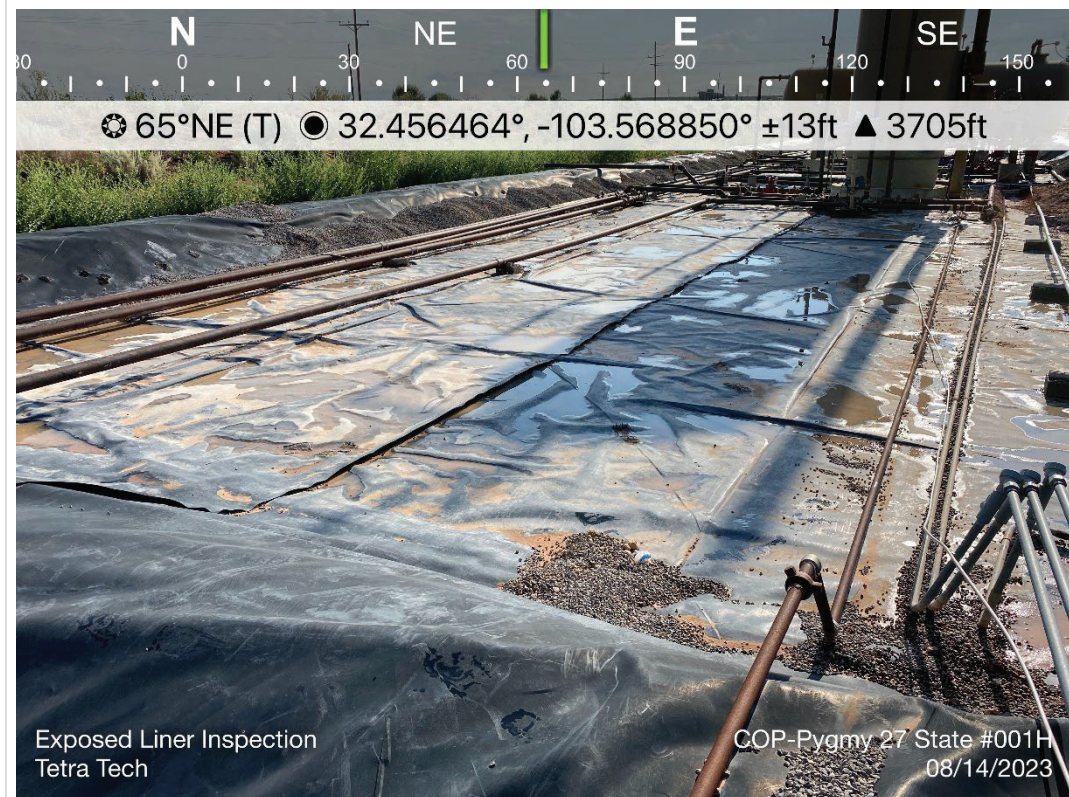 N NE E SE
30 0 30 60 90 120 150
65°NE (T) 32.456464°, -103.568850° ±13ft ▲ 3705ft
Exposed Liner Inspection
Tetra Tech
COP-Pygmy 27 State #001H
08/14/2023